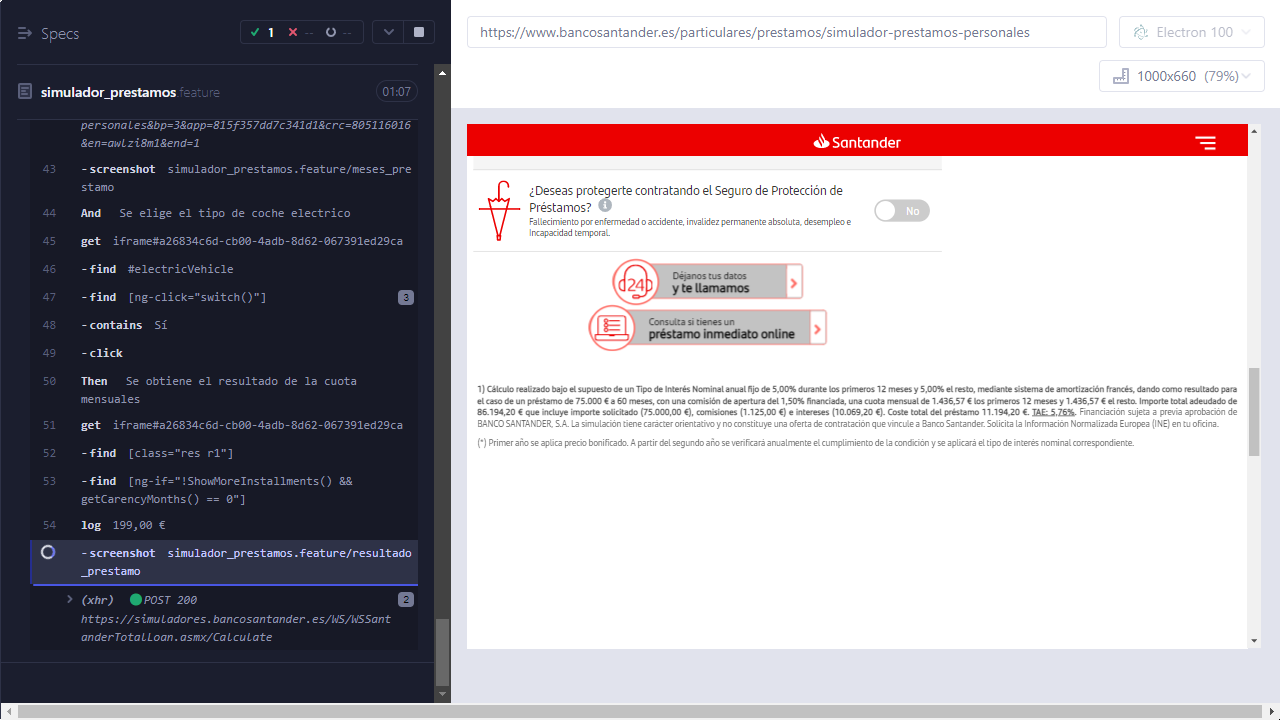 Specs
1
--
--
simulador_prestamos.feature
01:07
personales&bp=3&app=815f357dd7c341d1&crc=805116016
&en=awlzi8m1&end=1
43 -screenshot simulador_prestamos.feature/meses_pre
stamo
44 And Se elige el tipo de coche electrico
45 get iframe#a26834c6d-cb00-4adb-8d62-067391ed29ca
46 -find #electricVehicle
47 -find [ng-click="switch()"] 3
48 -contains Sí
49 -click
50 Then Se obtiene el resultado de la cuota
mensuales
51 get iframe#a26834c6d-cb00-4adb-8d62-067391ed29ca
52 -find [class="res r1"]
53 -find [ng-if="!ShowMoreInstallments() &&
getCarencyMonths() == 0"]
54 log 199,00 €
-screenshot simulador_prestamos.feature/resultado
_prestamo
(xhr) POST 200 2
https://simuladores.bancosantander.es/WS/WSSant
anderTotalLoan.asmx/Calculate
https://www.bancosantander.es/particulares/prestamos/simulador-prestamos-personales
Electron 100
1000x660 (79%)
Santander
¿Deseas protegerte contratando el Seguro de Protección de
Préstamos? i
No
Fallecimiento por enfermedad o accidente, invalidez permanente absoluta, desempleo e
Incapacidad temporal.
24
Déjanos tus datos
y te llamamos
Consulta si tienes un
préstamo inmediato online
1) Cálculo realizado bajo el supuesto de un Tipo de Interés Nominal anual fijo de 5,00% durante los primeros 12 meses y 5,00% el resto, mediante sistema de amortización francés, dando como resultado para
el caso de un préstamo de 75.000 € a 60 meses, con una comisión de apertura del 1,50% financiada, una cuota mensual de 1.436,57 € los primeros 12 meses y 1.436,57 € el resto. Importe total adeudado de
86.194,20 € que incluye importe solicitado (75.000,00 €), comisiones (1.125,00 €) e intereses (10.069,20 €). Coste total del préstamo 11.194,20 €. TAE: 5,76%. Financiación sujeta a previa aprobación de
BANCO SANTANDER, S.A. La simulación tiene carácter orientativo y no constituye una oferta de contratación que vincule a Banco Santander. Solicita la Información Normalizada Europea (INE) en tu oficina.
(*) Primer año se aplica precio bonificado. A partir del segundo año se verificará anualmente el cumplimiento de la condición y se aplicará el tipo de interés nominal correspondiente.